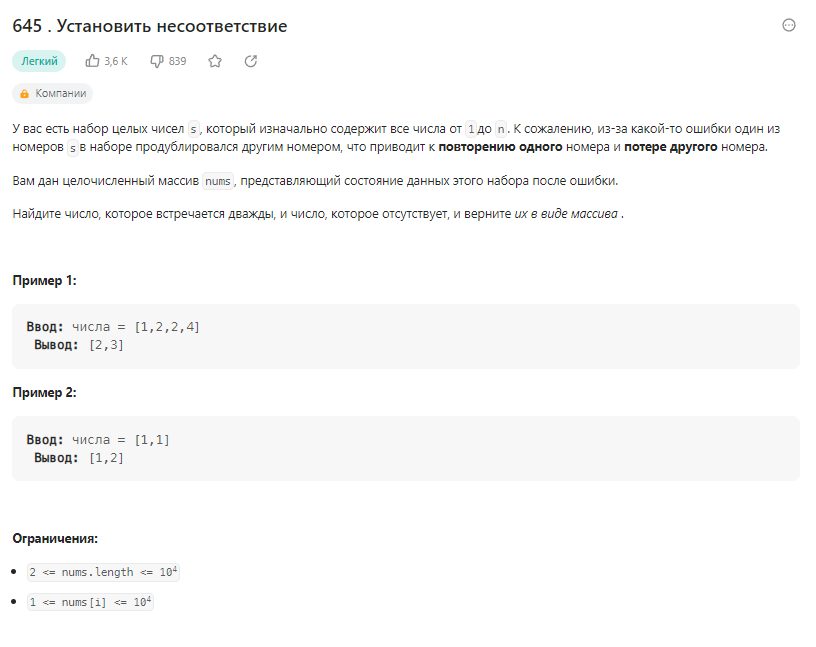 645 . Установить несоответствие
Легкий 3,6 К 839
Компании
У вас есть набор целых чисел s, который изначально содержит все числа от 1 до n. К сожалению, из-за какой-то ошибки один из
номеров s в наборе продублировался другим номером, что приводит к повторению одного номера и потере другого номера.
Вам дан целочисленный массив nums, представляющий состояние данных этого набора после ошибки.
Найдите число, которое встречается дважды, и число, которое отсутствует, и верните их в виде массива .
Пример 1:
Ввод: числа = [1,2,2,4]
Вывод: [2,3]
Пример 2:
Ввод: числа = [1,1]
Вывод: [1,2]
Ограничения:
2 <= nums.length <= 10⁴
1 <= nums[i] <= 10⁴